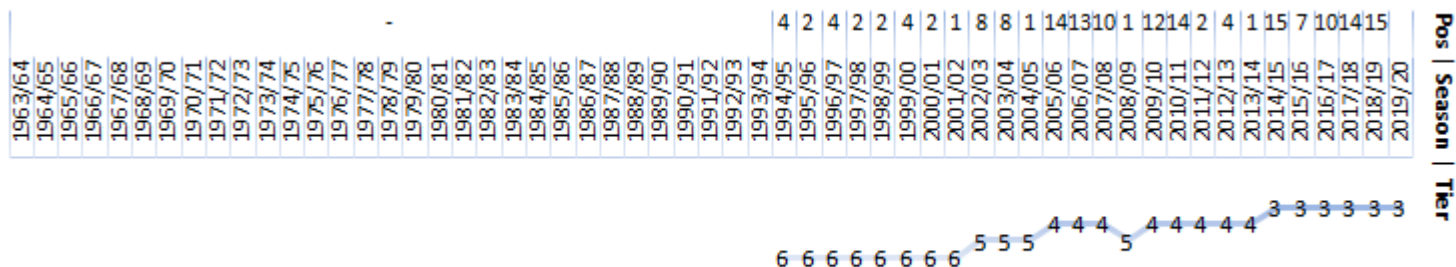 - 4 2 4 2 2 4 2 1 8 8 1 14 13 10 1 12 14 2 4 1 15 7 10 14 15
1963/64 1964/65 1965/66 1966/67 1967/68 1968/69 1969/70 1970/71 1971/72 1972/73 1973/74 1974/75 1975/76 1976/77 1977/78 1978/79 1979/80 1980/81 1981/82 1982/83 1983/84 1984/85 1985/86 1986/87 1987/88 1988/89 1989/90 1990/91 1991/92 1992/93 1993/94 1994/95 1995/96 1996/97 1997/98 1998/99 1999/00 2000/01 2001/02 2002/03 2003/04 2004/05 2005/06 2006/07 2007/08 2008/09 2009/10 2010/11 2011/12 2012/13 2013/14 2014/15 2015/16 2016/17 2017/18 2018/19 2019/20
6 6 6 6 6 6 6 6 5 5 5 4 4 4 5 4 4 4 4 4 3 3 3 3 3 3
Pos | Season | Tier